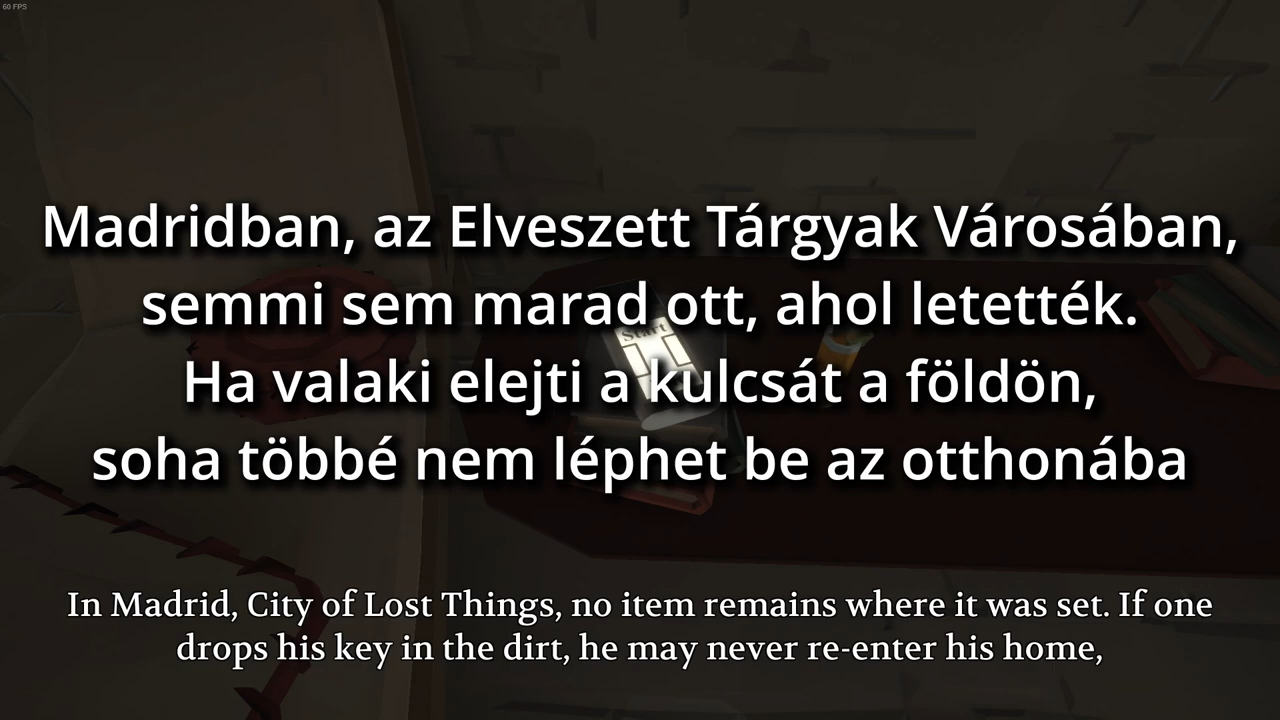 60 FPS
Madridban, az Elveszett Tárgyak Városában,
semmi sem marad ott, ahol letették.
Start
Ha valaki elejti a kulcsát a földön,
soha többé nem léphet be az otthonába
In Madrid, City of Lost Things, no item remains where it was set. If one
drops his key in the dirt, he may never re-enter his home,